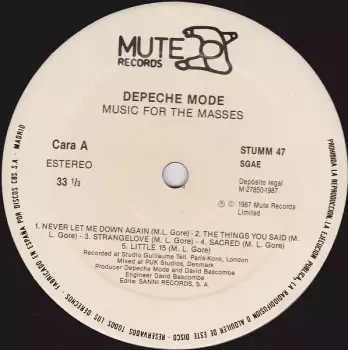 MUTE
RECORDS
DEPECHE MODE
MUSIC FOR THE MASSES
Cara A
ESTEREO
33 1/3
STUMM 47
SGAE
Depósito legal
M-27850-1987
Ⓟ © 1987 Mute Records
Limited
1. NEVER LET ME DOWN AGAIN (M. L. Gore) - 2. THE THINGS YOU SAID (M.
L. Gore) - 3. STRANGELOVE (M. L. Gore) - 4. SACRED (M. L. Gore)
5. LITTLE 15 (M. L. Gore)
Recorded at Studio Guillaume Tell, Paris-Konk, London
Mixed at PUK Studios, Denmark
Producer Depeche Mode and David Bascombe
Engineer David Bascombe
Edita: SANNI RECORDS, S. A.
FABRICADO EN ESPAÑA POR DISCOS CBS S.A. - MADRID
PROHIBIDA LA REPRODUCCION, LA EJECUCION PUBLICA, LA RADIODIFUSION O ALQUILER DE ESTE DISCO - RESERVADOS TODOS LOS DERECHOS -